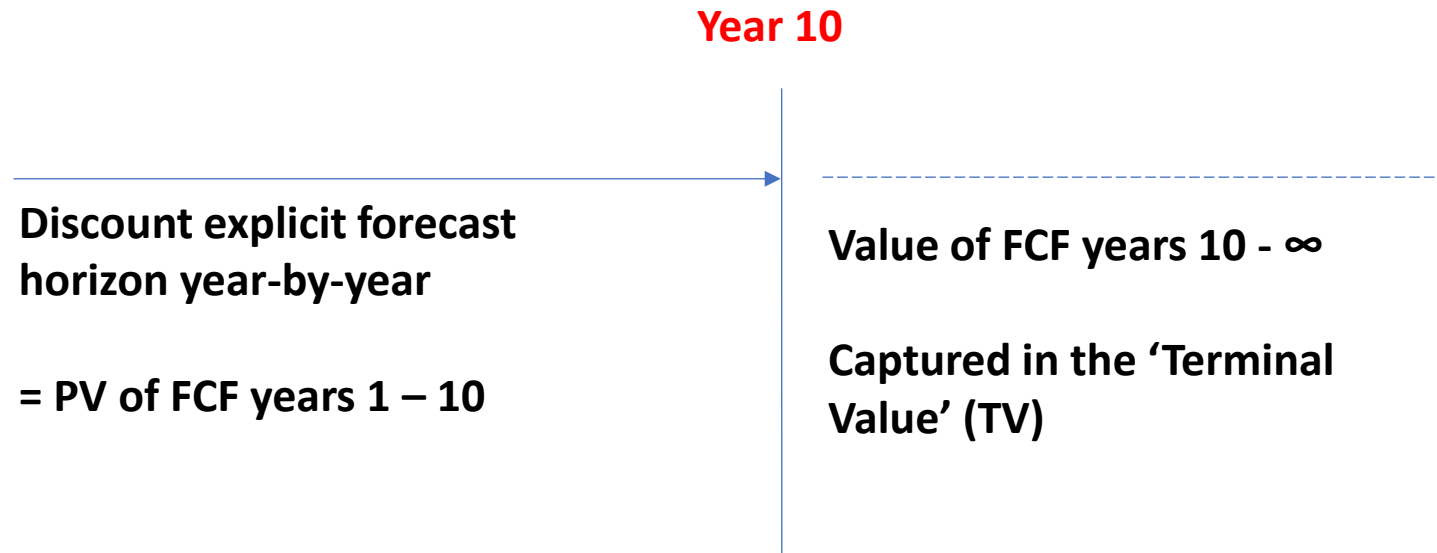 Year 10
Discount explicit forecast
horizon year-by-year
= PV of FCF years 1 – 10
Value of FCF years 10 - ∞
Captured in the ‘Terminal
Value’ (TV)